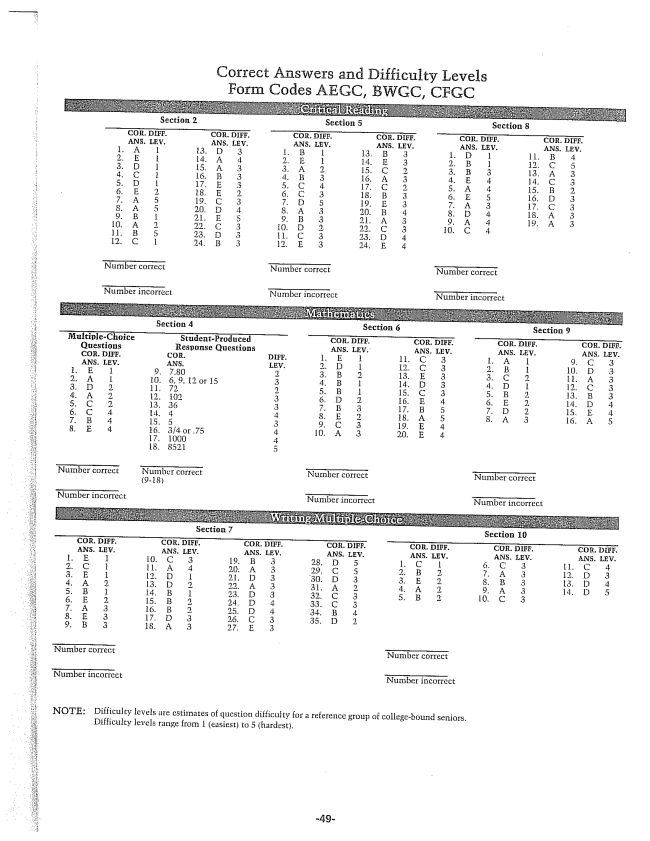 Correct Answers and Difficulty Levels
Form Codes AEGC, BWGC, CFGC
Critical Reading
Section 2
COR. DIFF.
ANS. LEV.
1. A 1
2. E 1
3. D 1
4. C 1
5. D 1
6. E 2
7. A 5
8. A 5
9. B 1
10. A 2
11. B 5
12. C 1
COR. DIFF.
ANS. LEV.
13. D 3
14. A 4
15. A 3
16. B 3
17. E 3
18. E 2
19. C 3
20. D 4
21. E 5
22. C 3
23. D 3
24. B 3
Number correct
Number incorrect
Section 5
COR. DIFF.
ANS. LEV.
1. B 1
2. E 1
3. A 2
4. B 3
5. C 4
6. C 3
7. D 5
8. A 3
9. B 3
10. D 2
11. C 3
12. E 3
COR. DIFF.
ANS. LEV.
13. B 3
14. E 3
15. C 2
16. A 3
17. C 2
18. B 3
19. E 3
20. B 4
21. A 3
22. C 3
23. D 4
24. E 4
Number correct
Number incorrect
Section 8
COR. DIFF.
ANS. LEV.
1. D 1
2. B 1
3. B 3
4. E 4
5. A 4
6. E 5
7. A 3
8. D 4
9. A 4
10. C 4
COR. DIFF.
ANS. LEV.
11. B 4
12. C 5
13. A 3
14. C 3
15. B 2
16. D 3
17. C 3
18. A 3
19. A 3
Number correct
Number incorrect
Mathematics
Section 4
Multiple-Choice
Questions
COR. DIFF.
ANS. LEV.
1. E 1
2. A 1
3. D 2
4. A 2
5. C 2
6. C 4
7. B 4
8. E 4
Number correct
Number incorrect
Student-Produced
Response Questions
COR. DIFF.
ANS. LEV.
9. 7.80 2
10. 6, 9, 12 or 15 3
11. 72 2
12. 102 3
13. 36 3
14. 4 4
15. 5 3
16. 3/4 or .75 4
17. 1000 4
18. 8521 5
Number correct
(9-18)
Section 6
COR. DIFF.
ANS. LEV.
1. E 1
2. D 1
3. B 2
4. B 1
5. B 1
6. D 2
7. B 3
8. E 2
9. C 3
10. A 3
COR. DIFF.
ANS. LEV.
11. C 3
12. C 3
13. E 3
14. D 3
15. C 3
16. E 4
17. B 5
18. A 5
19. E 4
20. E 4
Number correct
Number incorrect
Section 9
COR. DIFF.
ANS. LEV.
1. A 1
2. B 1
3. C 2
4. D 1
5. B 2
6. E 2
7. D 2
8. A 3
COR. DIFF.
ANS. LEV.
9. C 3
10. D 3
11. A 3
12. C 3
13. B 3
14. D 4
15. E 4
16. A 5
Number correct
Number incorrect
Writing Multiple-Choice
Section 7
COR. DIFF.
ANS. LEV.
1. E 1
2. C 1
3. E 1
4. A 2
5. B 1
6. E 2
7. A 3
8. E 3
9. B 3
COR. DIFF.
ANS. LEV.
10. C 3
11. A 4
12. D 1
13. D 2
14. B 1
15. B 2
16. B 2
17. D 3
18. A 3
COR. DIFF.
ANS. LEV.
19. B 3
20. A 3
21. D 3
22. A 3
23. D 3
24. D 4
25. D 4
26. C 3
27. E 3
COR. DIFF.
ANS. LEV.
28. D 5
29. C 5
30. D 3
31. A 2
32. C 3
33. C 3
34. B 4
35. D 2
Number correct
Number incorrect
Section 10
COR. DIFF.
ANS. LEV.
1. C 1
2. B 2
3. E 2
4. A 2
5. B 2
COR. DIFF.
ANS. LEV.
6. C 3
7. A 3
8. B 3
9. A 3
10. C 3
COR. DIFF.
ANS. LEV.
11. C 4
12. D 3
13. D 4
14. D 5
Number correct
Number incorrect
NOTE: Difficulty levels are estimates of question difficulty for a reference group of college-bound seniors.
Difficulty levels range from 1 (easiest) to 5 (hardest).
-49-